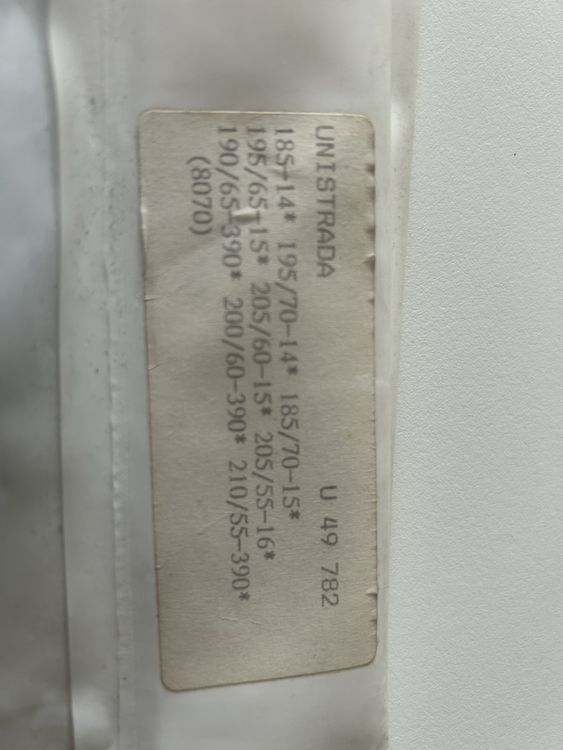 UNISTRADA U 49 782
185-14* 195/70-14* 185/70-15*
195/65-15* 205/60-15* 205/55-16*
190/65-390* 200/60-390* 210/55-390*
(8070)